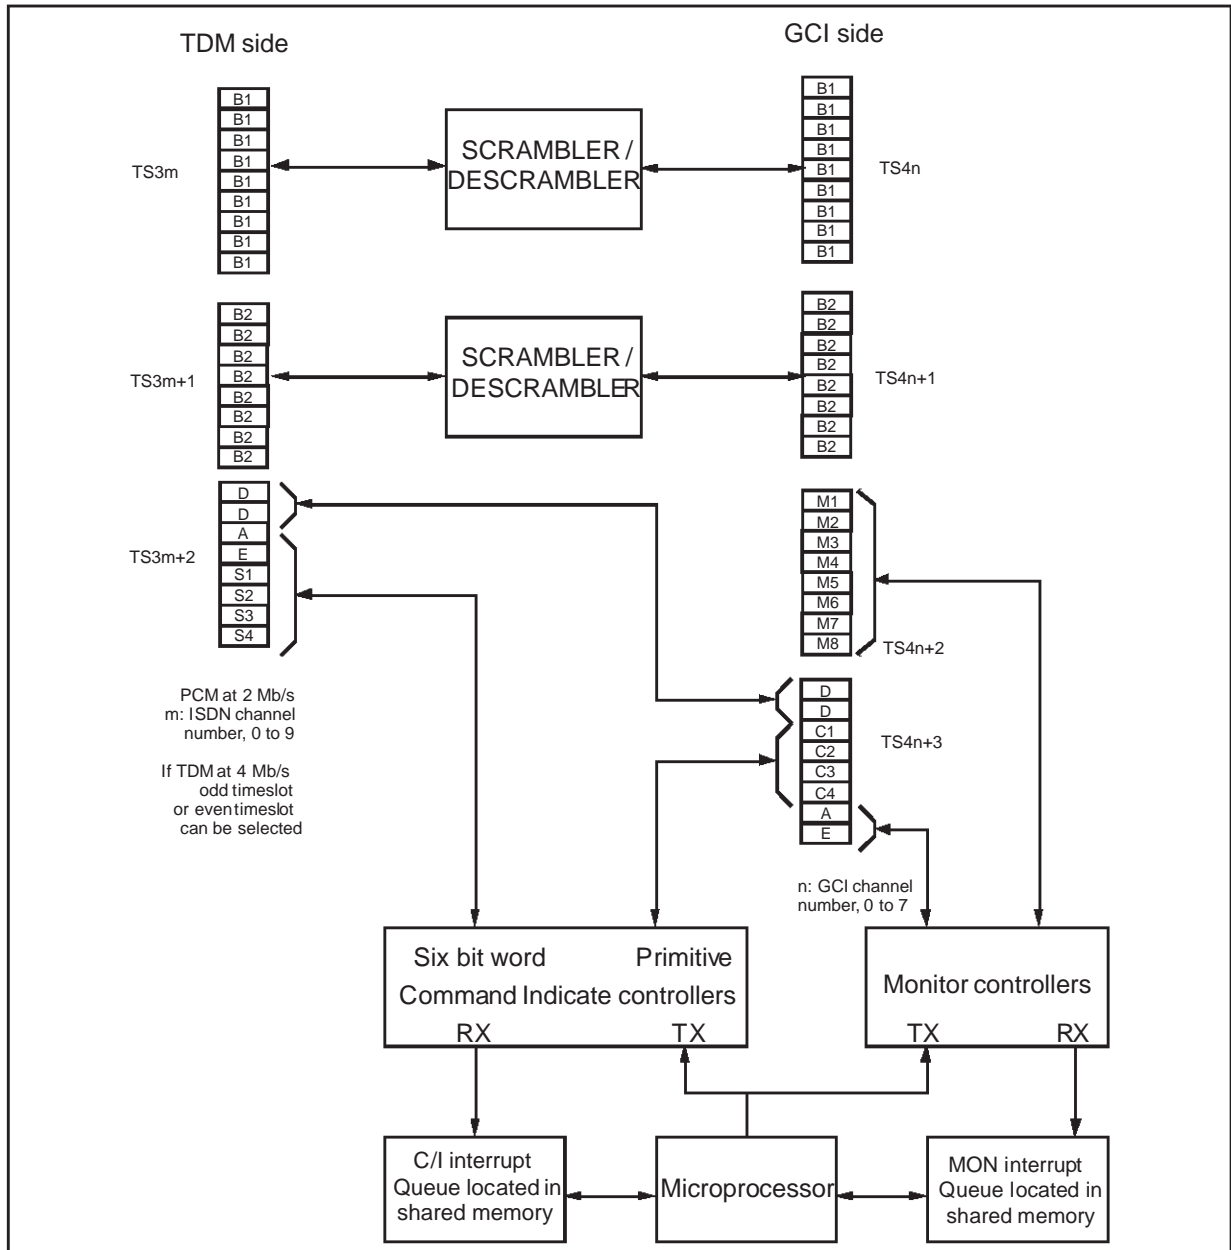 TDM side
GCI side
B1
B1
B1
B1
B1
B1
B1
B1
B1
TS3m
SCRAMBLER /
DESCRAMBLER
B1
B1
B1
B1
B1
B1
B1
B1
B1
TS4n
B2
B2
B2
B2
B2
B2
B2
B2
TS3m+1
SCRAMBLER /
DESCRAMBLER
B2
B2
B2
B2
B2
B2
B2
B2
TS4n+1
D
D
A
E
S1
S2
S3
S4
TS3m+2
M1
M2
M3
M4
M5
M6
M7
M8
TS4n+2
PCM at 2 Mb/s
m: ISDN channel
number, 0 to 9
If TDM at 4 Mb/s
odd timeslot
or even timeslot
can be selected
D
D
C1
C2
C3
C4
A
E
TS4n+3
n: GCI channel
number, 0 to 7
Six bit word Primitive
Command Indicate controllers
RX TX
Monitor controllers
TX RX
C/I interrupt
Queue located in
shared memory
Microprocessor
MON interrupt
Queue located in
shared memory